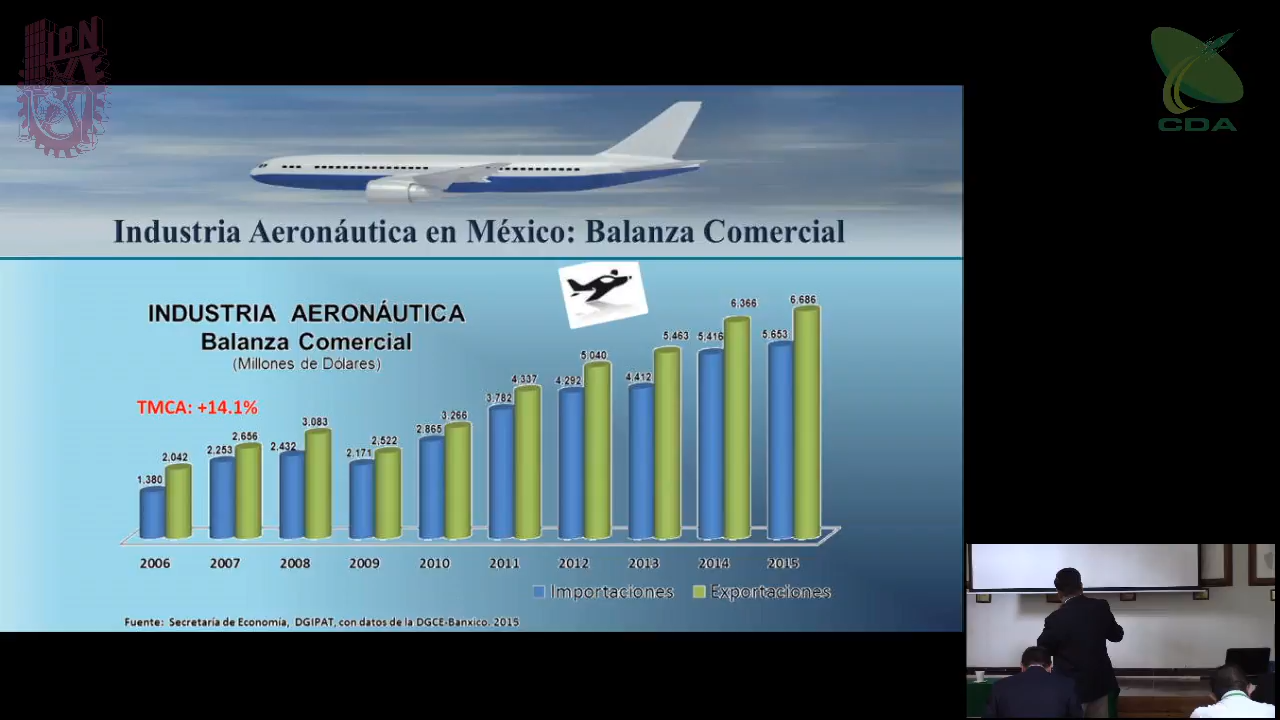 IPN
CDA
Industria Aeronáutica en México: Balanza Comercial
INDUSTRIA AERONÁUTICA
Balanza Comercial
(Millones de Dólares)
TMCA: +14.1%
1,380 2,042 2,253 2,656 2,432 3,083 2,171 2,522 2,865 3,266 3,782 4,337 4,292 5,040 4,412 5,463 5,416 6,366 5,653 6,686
2006 2007 2008 2009 2010 2011 2012 2013 2014 2015
Importaciones Exportaciones
Fuente: Secretaría de Economía, DGIPAT, con datos de la DGCE-Banxico. 2015